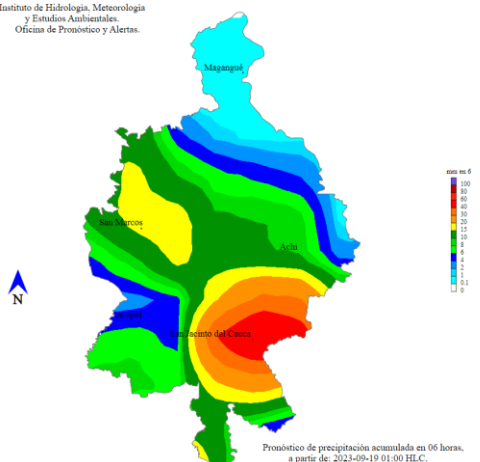 Instituto de Hidrologia, Meteorologia
y Estudios Ambientales.
Oficina de Pronóstico y Alertas.
Magangué
mm en 6
100
80
60
40
30
20
15
10
8
6
4
2
1
0.1
0
San Marcos
Achí
N
Ayapel
San Jacinto del Cauca
Pronóstico de precipitación acumulada en 06 horas,
a partir de: 2023-09-19 01:00 HLC.